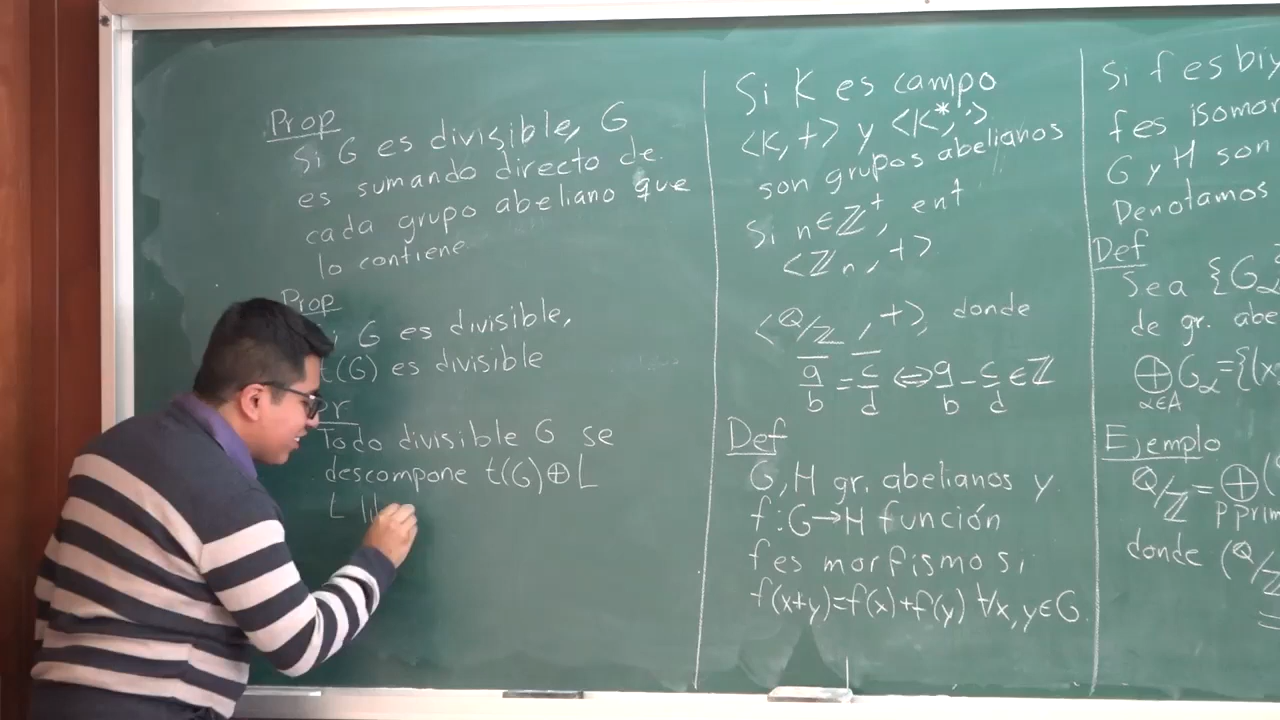 Prop
Si G es divisible, G
es sumando directo de
cada grupo abeliano que
lo contiene
Prop
G es divisible,
t(G) es divisible
Todo divisible G se
descompone t(G)⊕L
L
Si K es campo
<K,+> y <K*,·>
son grupos abelianos
Si n∈ℤ⁺, ent
<ℤn,+>
<ℚ/ℤ,+>, donde
a/b = c/d ⇔ a/b - c/d ∈ ℤ
Def
G,H gr. abelianos y
f:G→H función
f es morfismo si
f(x+y)=f(x)+f(y) ∀x,y∈G
Si f es biy
f es isomor
G y H son
Denotamos
Def
Sea {Gα
de gr. abe
⊕Gα={(x
α∈A
Ejemplo
ℚ/ℤ=⊕(
p prim
donde (ℚ/ℤ
=